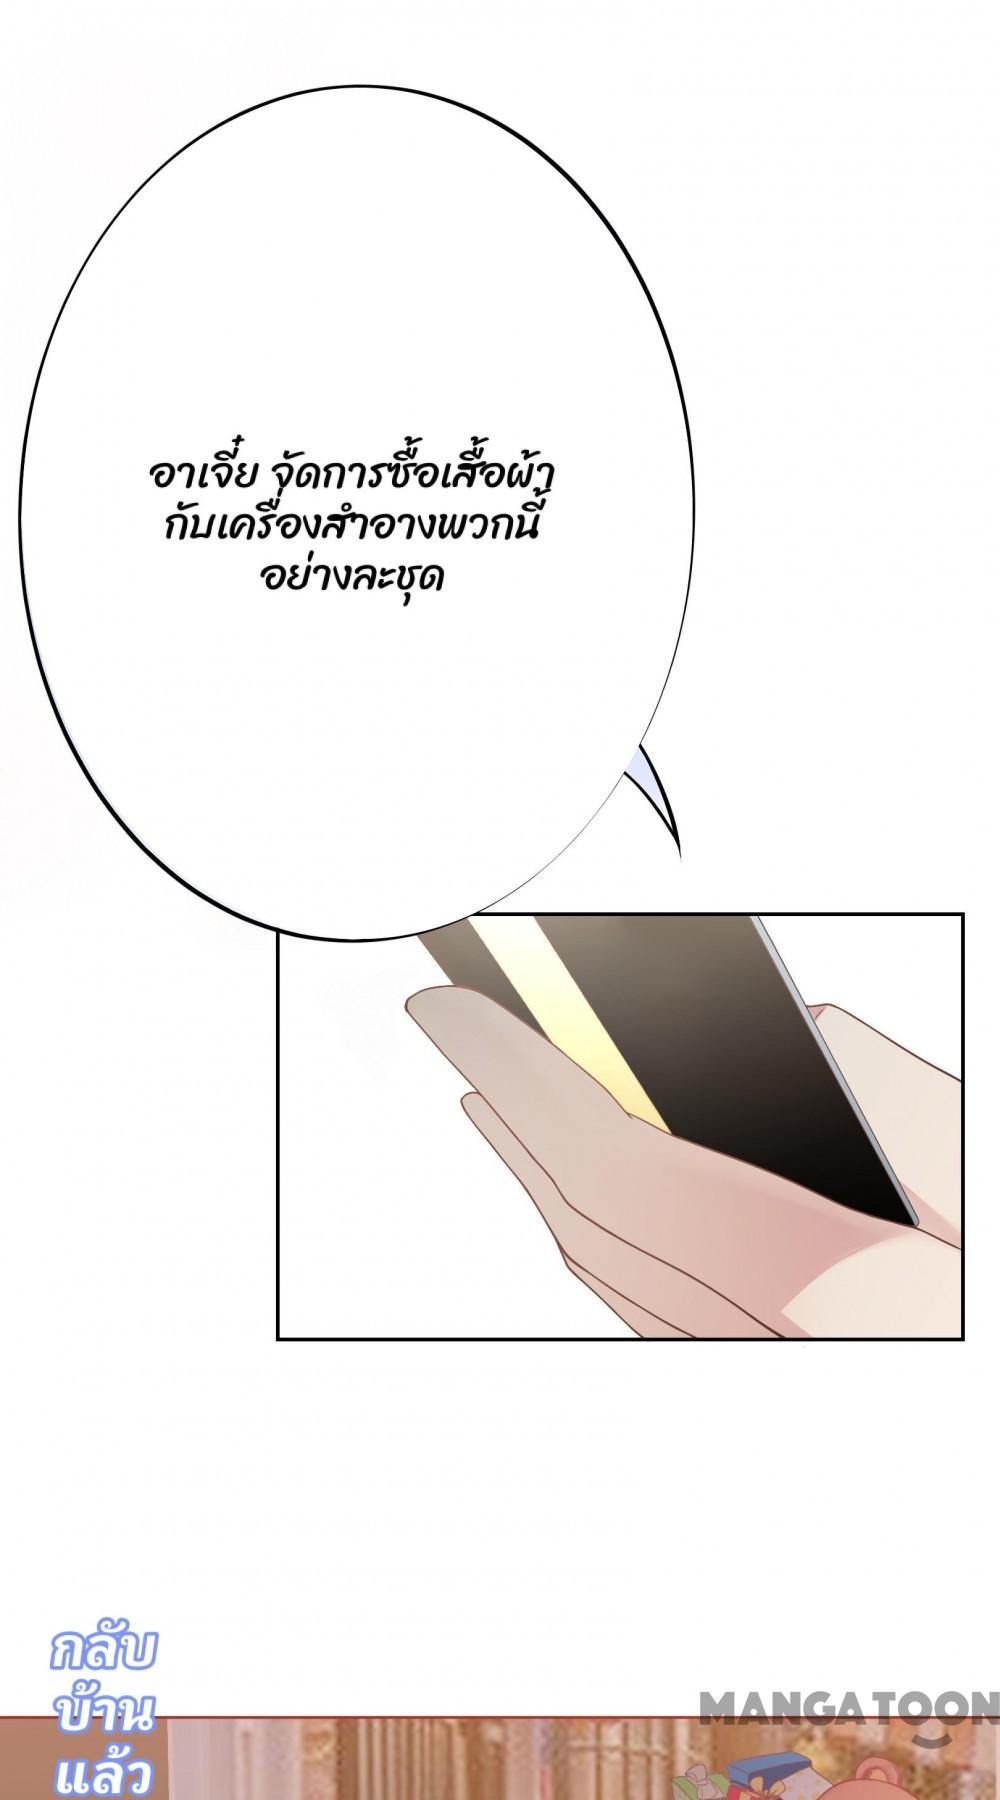 อาเจี๋ย จัดการซื้อเสื้อผ้า
กับเครื่องสำอางพวกนี้
อย่างละชุด
กลับ
บ้าน
แล้ว
MANGATOON